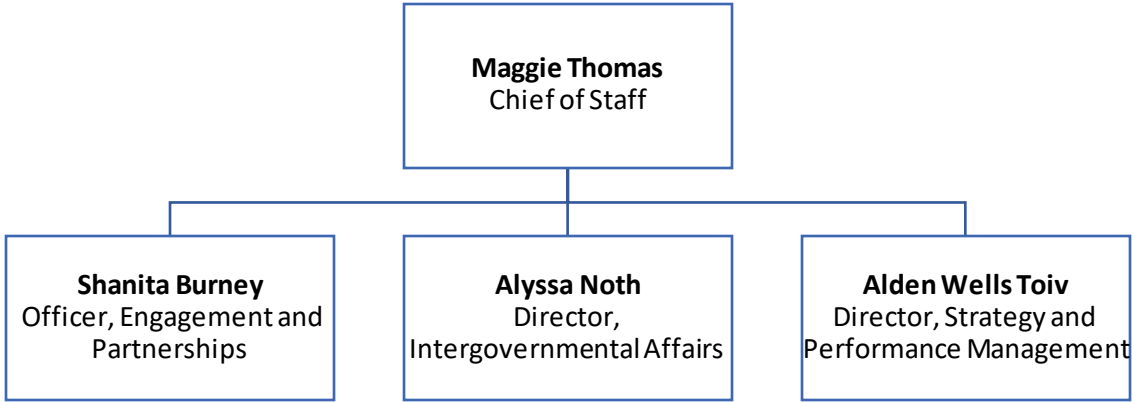 Maggie Thomas
Chief of Staff
Shanita Burney
Officer, Engagement and
Partnerships
Alyssa Noth
Director,
Intergovernmental Affairs
Alden Wells Toiv
Director, Strategy and
Performance Management